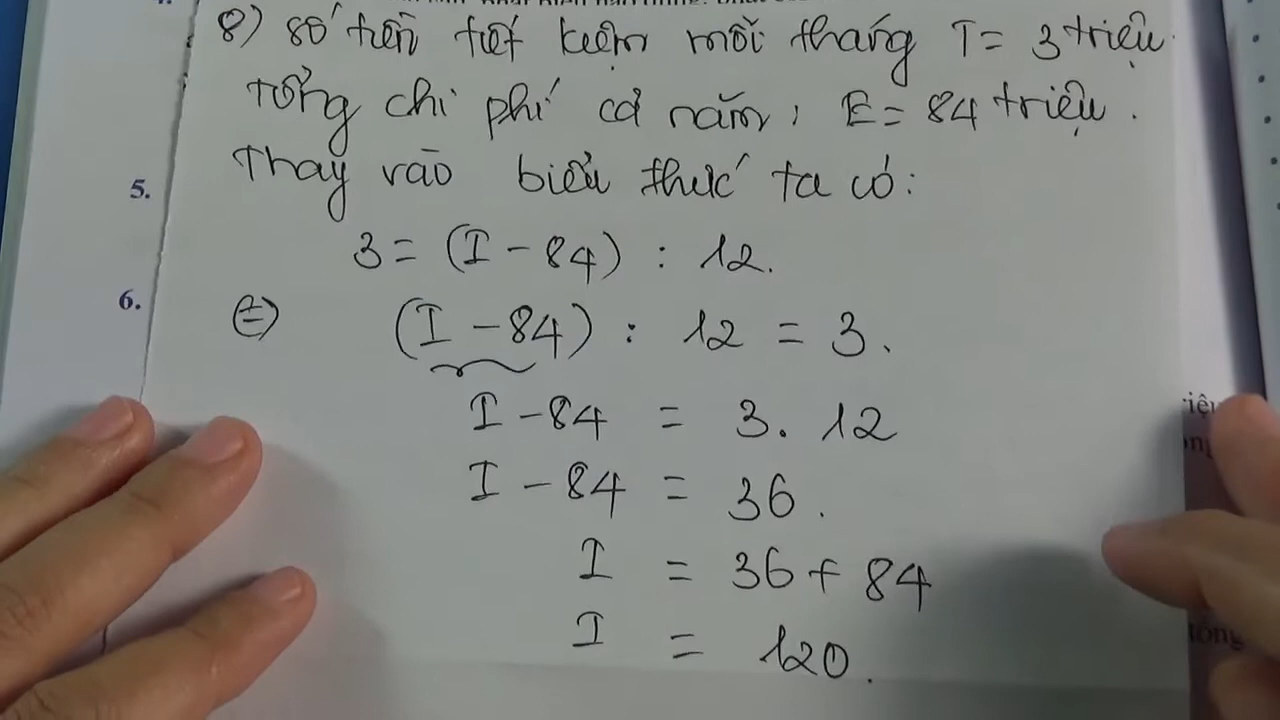 8) số tiền tiết kiệm mỗi tháng T = 3 triệu
tổng chi phí cả năm, E = 84 triệu.
Thay vào biểu thức ta có:
5.
3 = (I - 84) : 12.
6.
(I - 84) : 12 = 3.
I - 84 = 3. 12
I - 84 = 36.
I = 36 + 84
I = 120.